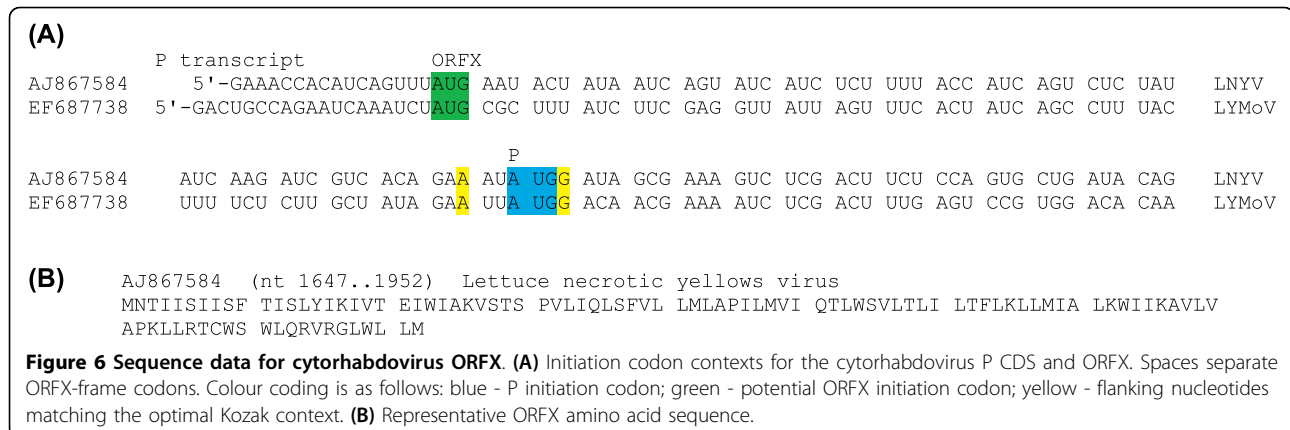 (A)
P transcript ORFX
AJ867584 5'-GAAACCACAUCAGUUUAUG AAU ACU AUA AUC AGU AUC AUC UCU UUU ACC AUC AGU CUC UAU LNYV
EF687738 5'-GACUGCCAGAAUCAAAUCUAUG CGC UUU AUC UUC GAG GUU AUU AGU UUC ACU AUC AGC CUU UAC LYMoV
P
AJ867584 AUC AAG AUC GUC ACA GAA AUA UGG AUA GCG AAA GUC UCG ACU UCU CCA GUG CUG AUA CAG LNYV
EF687738 UUU UCU CUU GCU AUA GAA UUA UGG ACA ACG AAA AUC UCG ACU UUG AGU CCG UGG ACA CAA LYMoV
(B) AJ867584 (nt 1647..1952) Lettuce necrotic yellows virus
MNTIISIISF TISLYIKIVT EIWIAKVSTS PVLIQLSFVL LMLAPILMVI QTLWSVLTLI LTFLKLLMIA LKWIIKAVLV
APKLLRTCWS WLQRVRGLWL LM
Figure 6 Sequence data for cytorhabdovirus ORFX. (A) Initiation codon contexts for the cytorhabdovirus P CDS and ORFX. Spaces separate
ORFX-frame codons. Colour coding is as follows: blue - P initiation codon; green - potential ORFX initiation codon; yellow - flanking nucleotides
matching the optimal Kozak context. (B) Representative ORFX amino acid sequence.